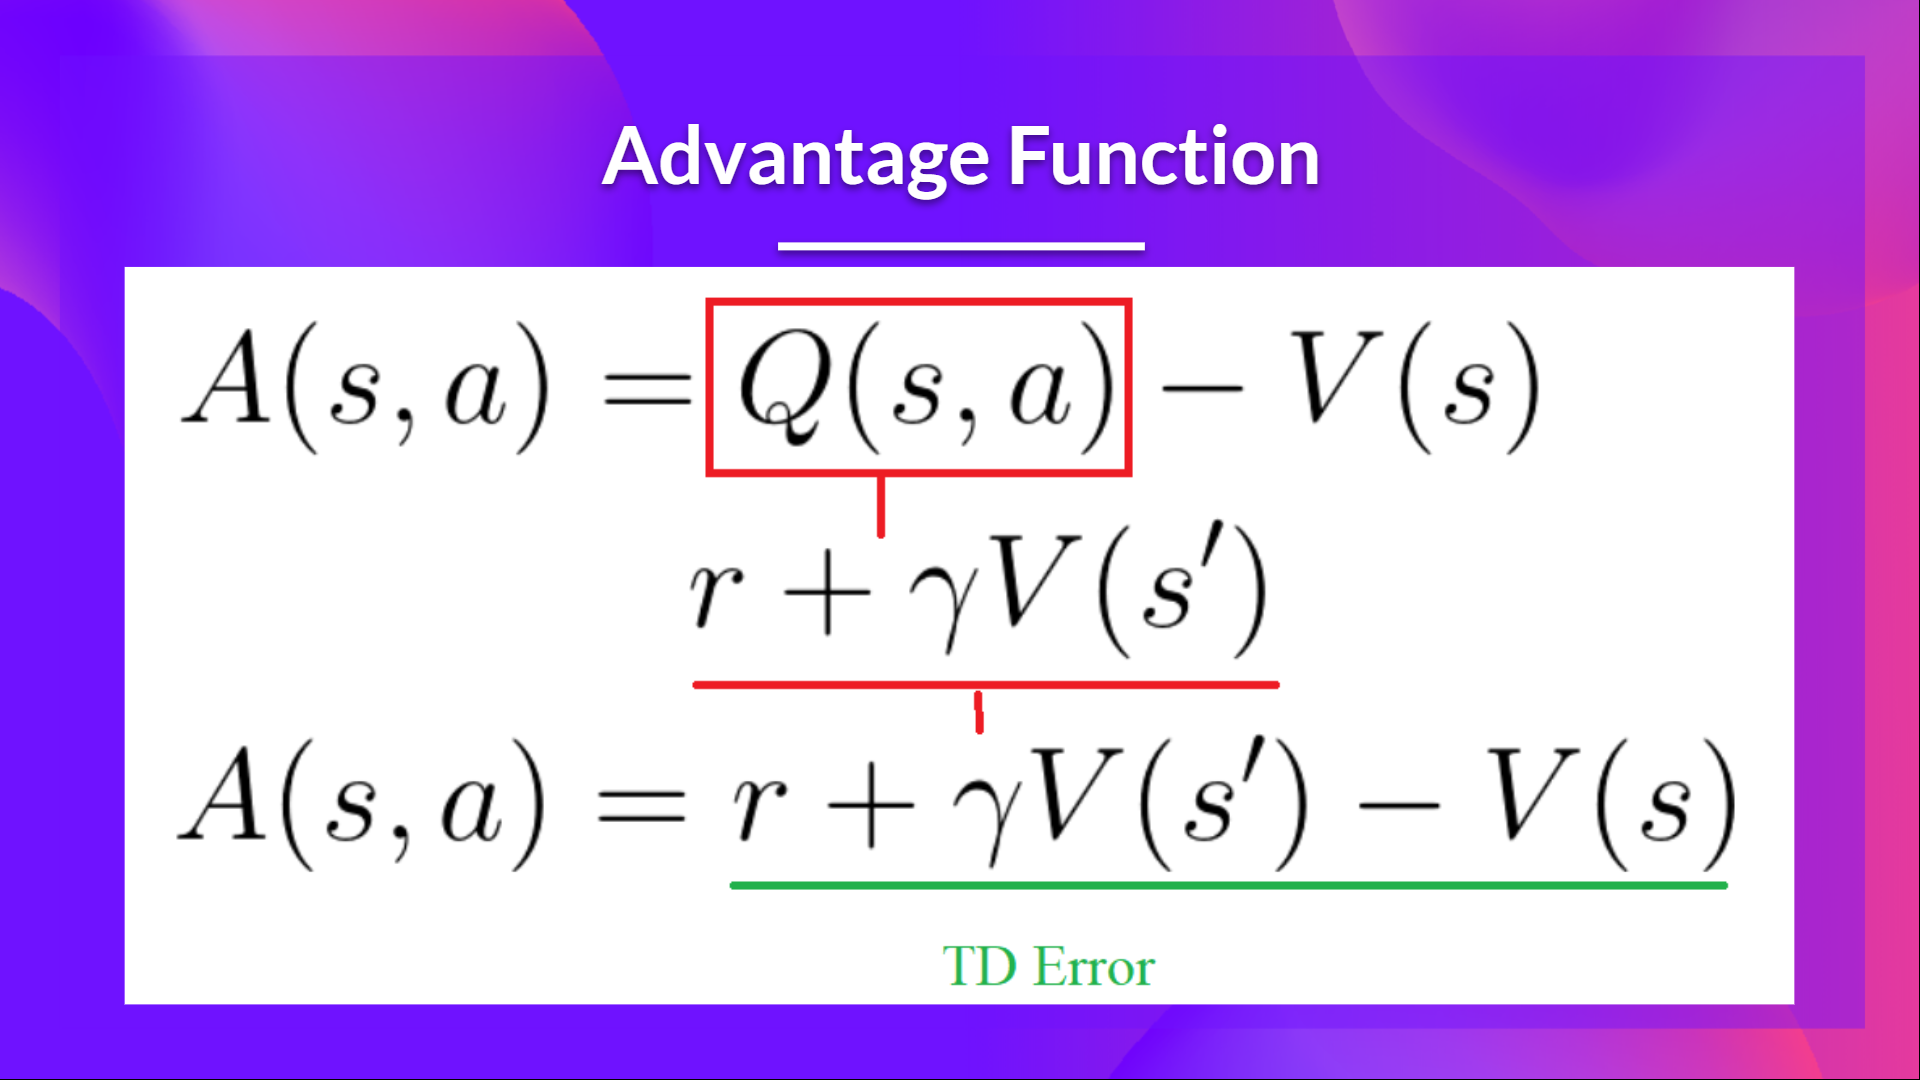 Advantage Function
A(s, a) = Q(s, a) − V(s)
r + γV(s′)
A(s, a) = r + γV(s′) − V(s)
TD Error